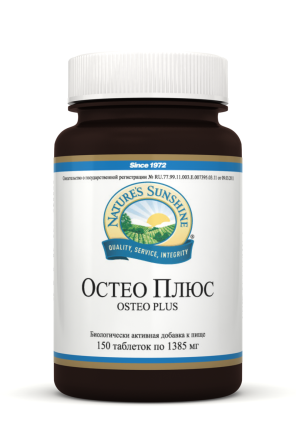 Since 1972
NATURE'S SUNSHINE
QUALITY, SERVICE, INTEGRITY
ОСТЕО ПЛЮС
OSTEO PLUS
Биологически активная добавка к пище
150 таблеток по 1385 мг